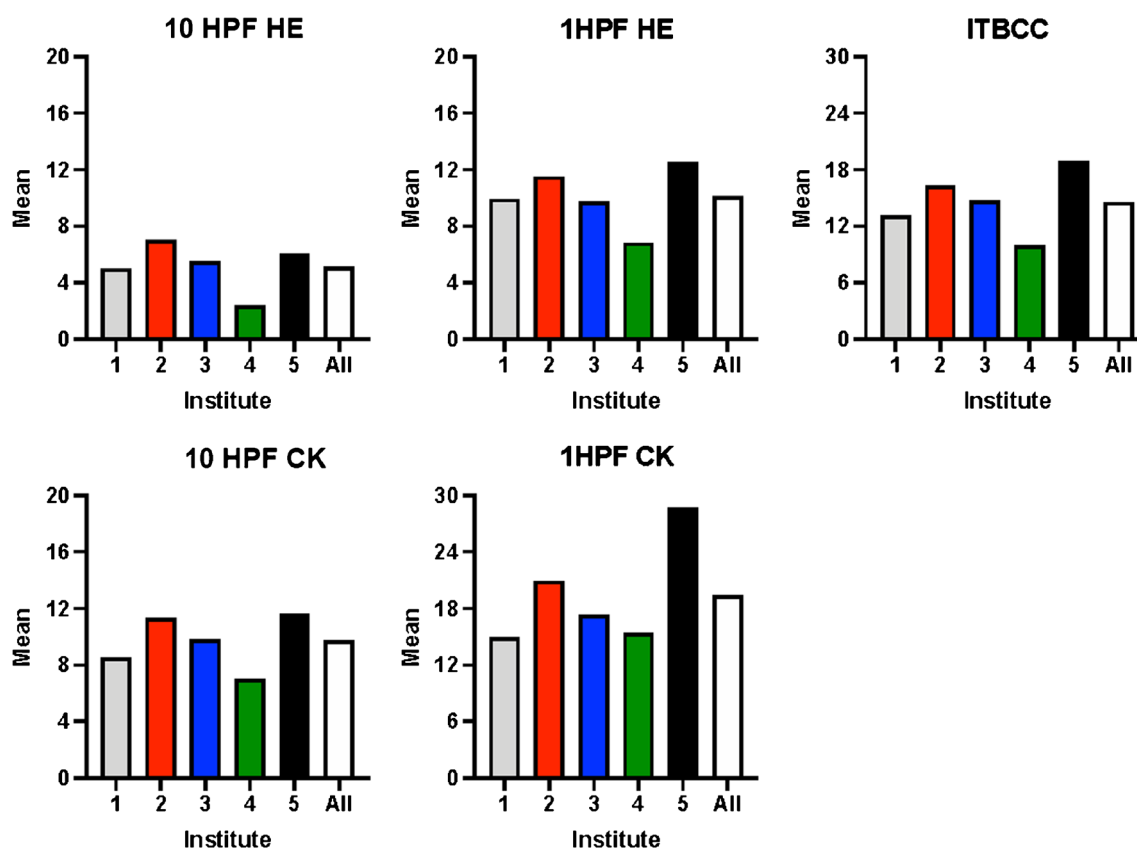 10 HPF HE
Mean
20
16
12
8
4
0
1 2 3 4 5 All
Institute
1HPF HE
Mean
20
16
12
8
4
0
1 2 3 4 5 All
Institute
ITBCC
Mean
30
24
18
12
6
0
1 2 3 4 5 All
Institute
10 HPF CK
Mean
20
16
12
8
4
0
1 2 3 4 5 All
Institute
1HPF CK
Mean
30
24
18
12
6
0
1 2 3 4 5 All
Institute